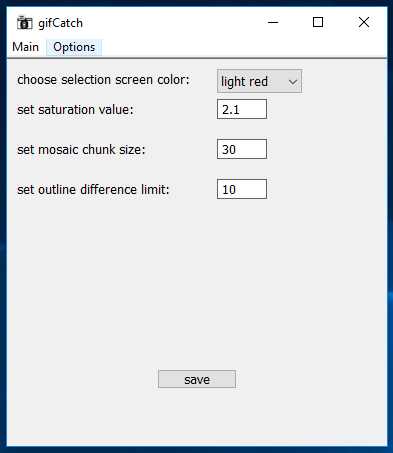 gifCatch
Main Options
choose selection screen color: light red
set saturation value: 2.1
set mosaic chunk size: 30
set outline difference limit: 10
save